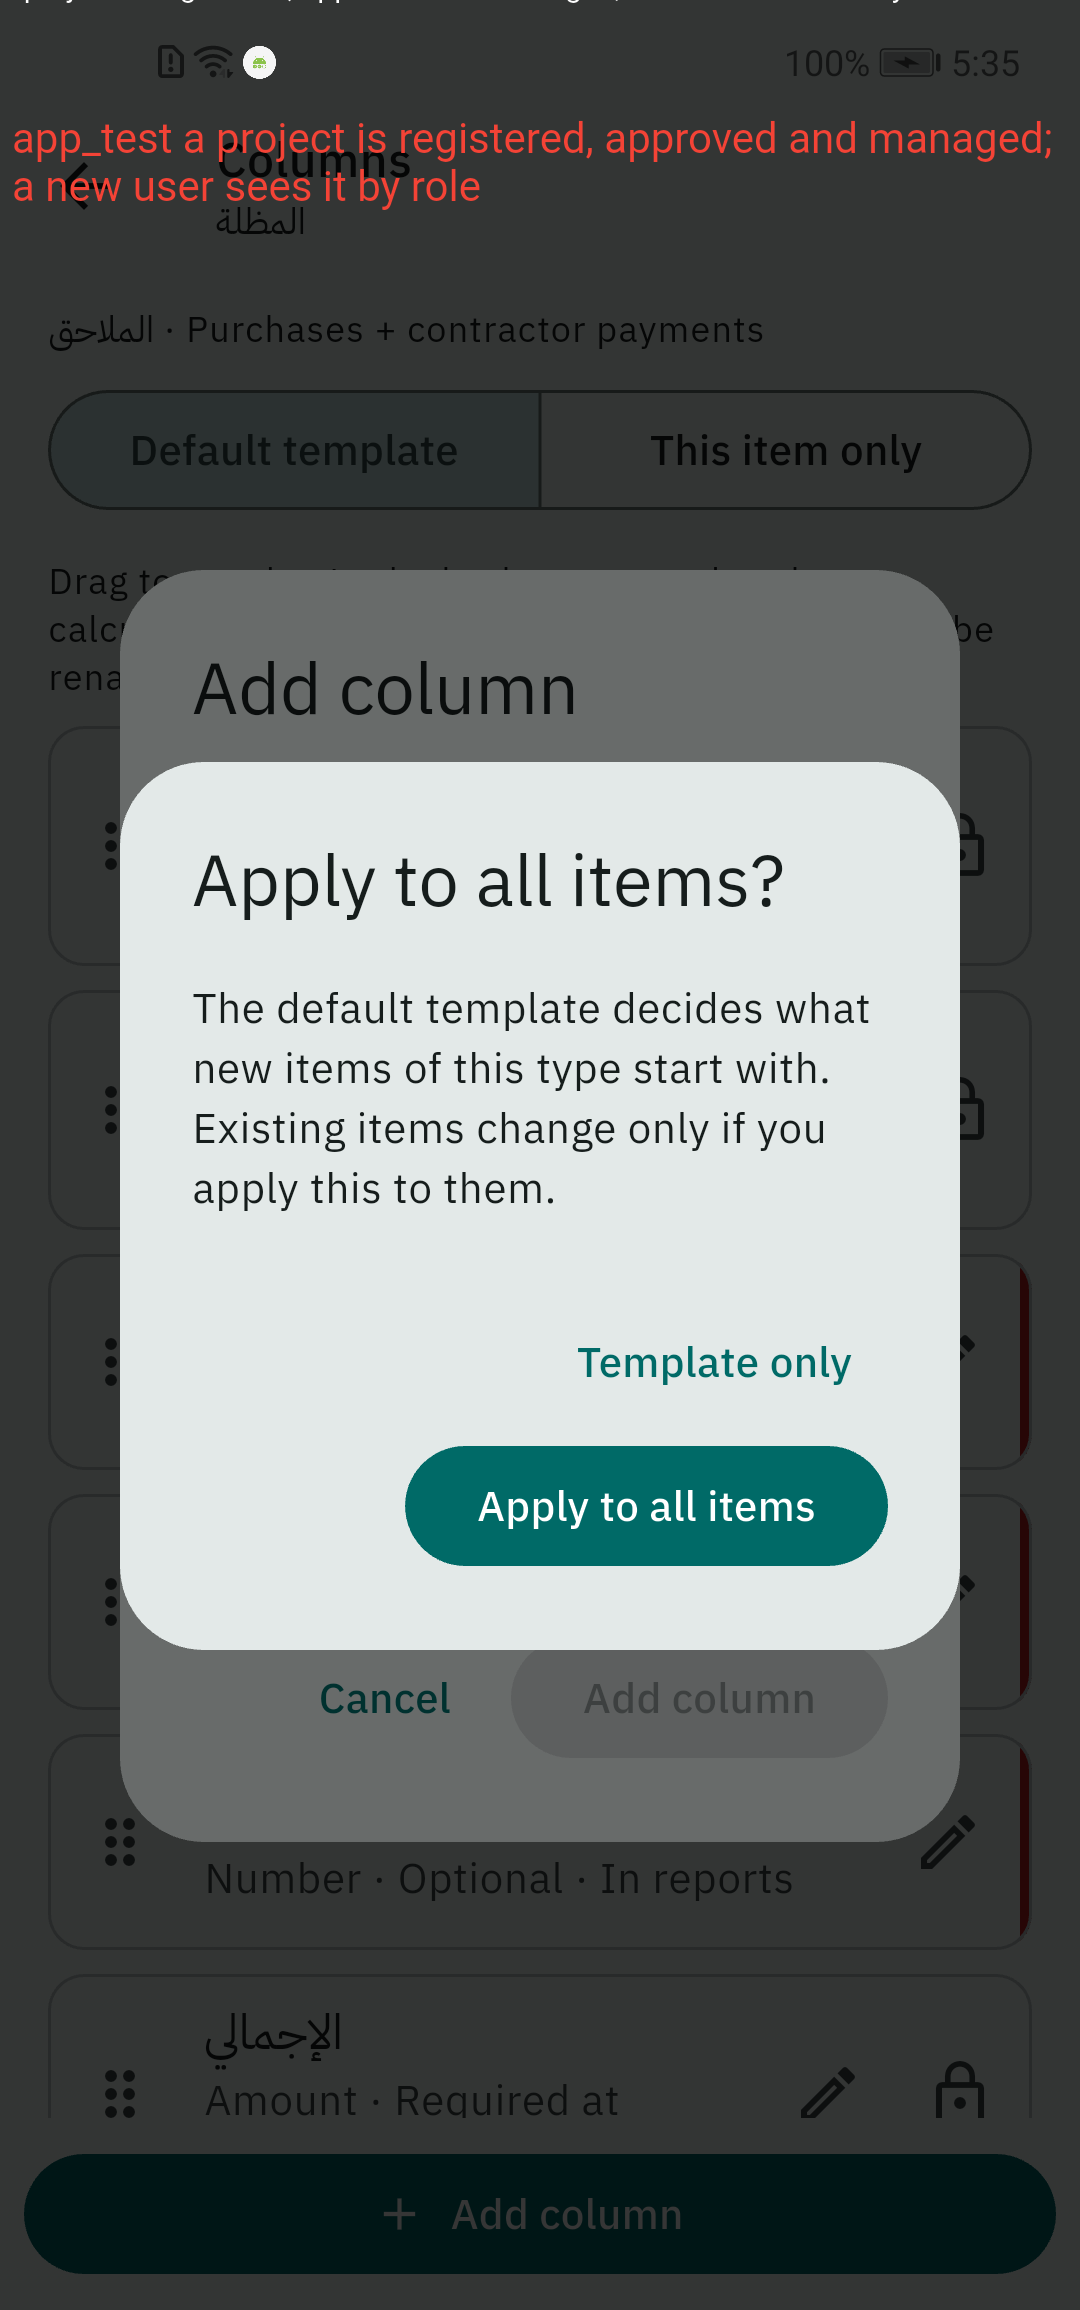 100% 5:35
app_test a project is registered, approved and managed;
a new user sees it by role
Columns
المظلة
الملاحق · Purchases + contractor payments
Default template
This item only
Drag
be
Add column
Apply to all items?
The default template decides what
new items of this type start with.
Existing items change only if you
apply this to them.
Template only
Apply to all items
Cancel
Add column
Number · Optional · In reports
الإجمالي
Amount · Required at
+ Add column